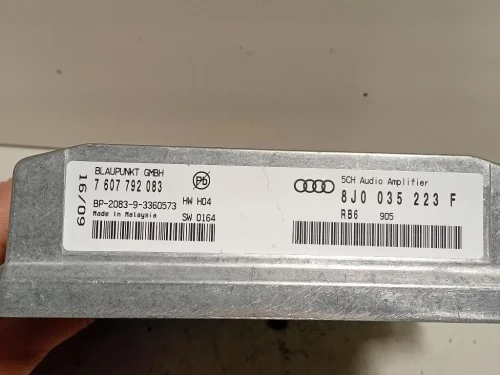 BLAUPUNKT GMBH
7 607 792 083
16/09
Pb
HW H04
BP-2083-9-3360573
Made in Malaysia
SW D164
5CH Audio Amplifier
8J0 035 223 F
RB6 905